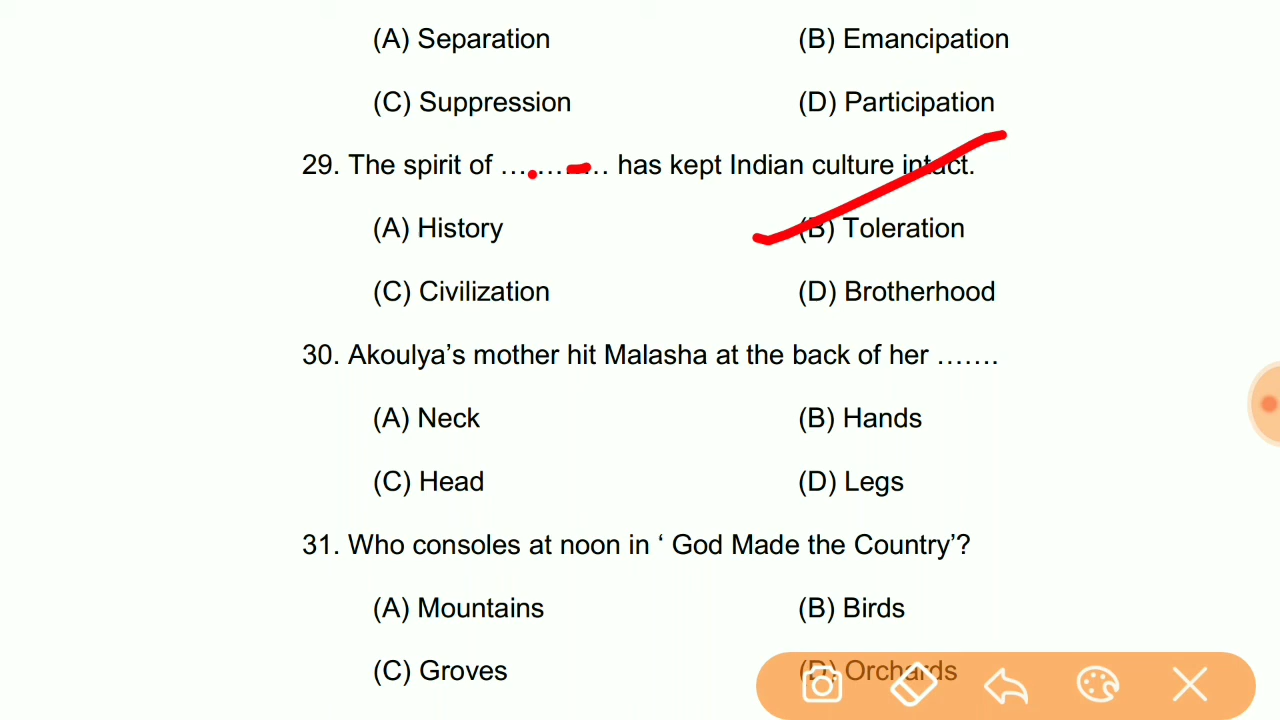 (A) Separation (B) Emancipation
(C) Suppression (D) Participation
29. The spirit of ………… has kept Indian culture intact.
(A) History (B) Toleration
(C) Civilization (D) Brotherhood
30. Akoulya’s mother hit Malasha at the back of her …….
(A) Neck (B) Hands
(C) Head (D) Legs
31. Who consoles at noon in ‘ God Made the Country’?
(A) Mountains (B) Birds
(C) Groves (D) Orchards